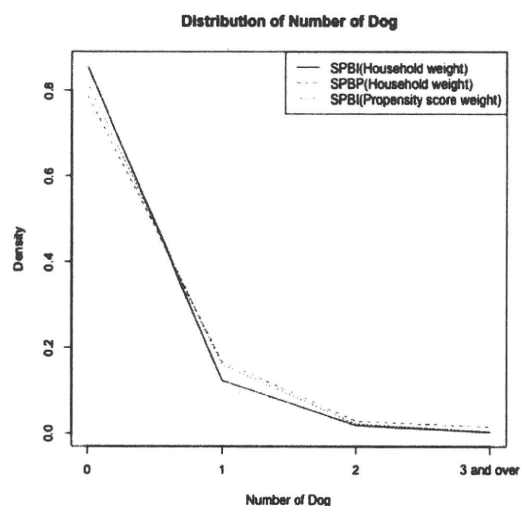 Distribution of Number of Dog
SPBI(Household weight)
SPBP(Household weight)
SPBI(Propensity score weight)
Density
0.8
0.6
0.4
0.2
0.0
0
1
2
3 and over
Number of Dog